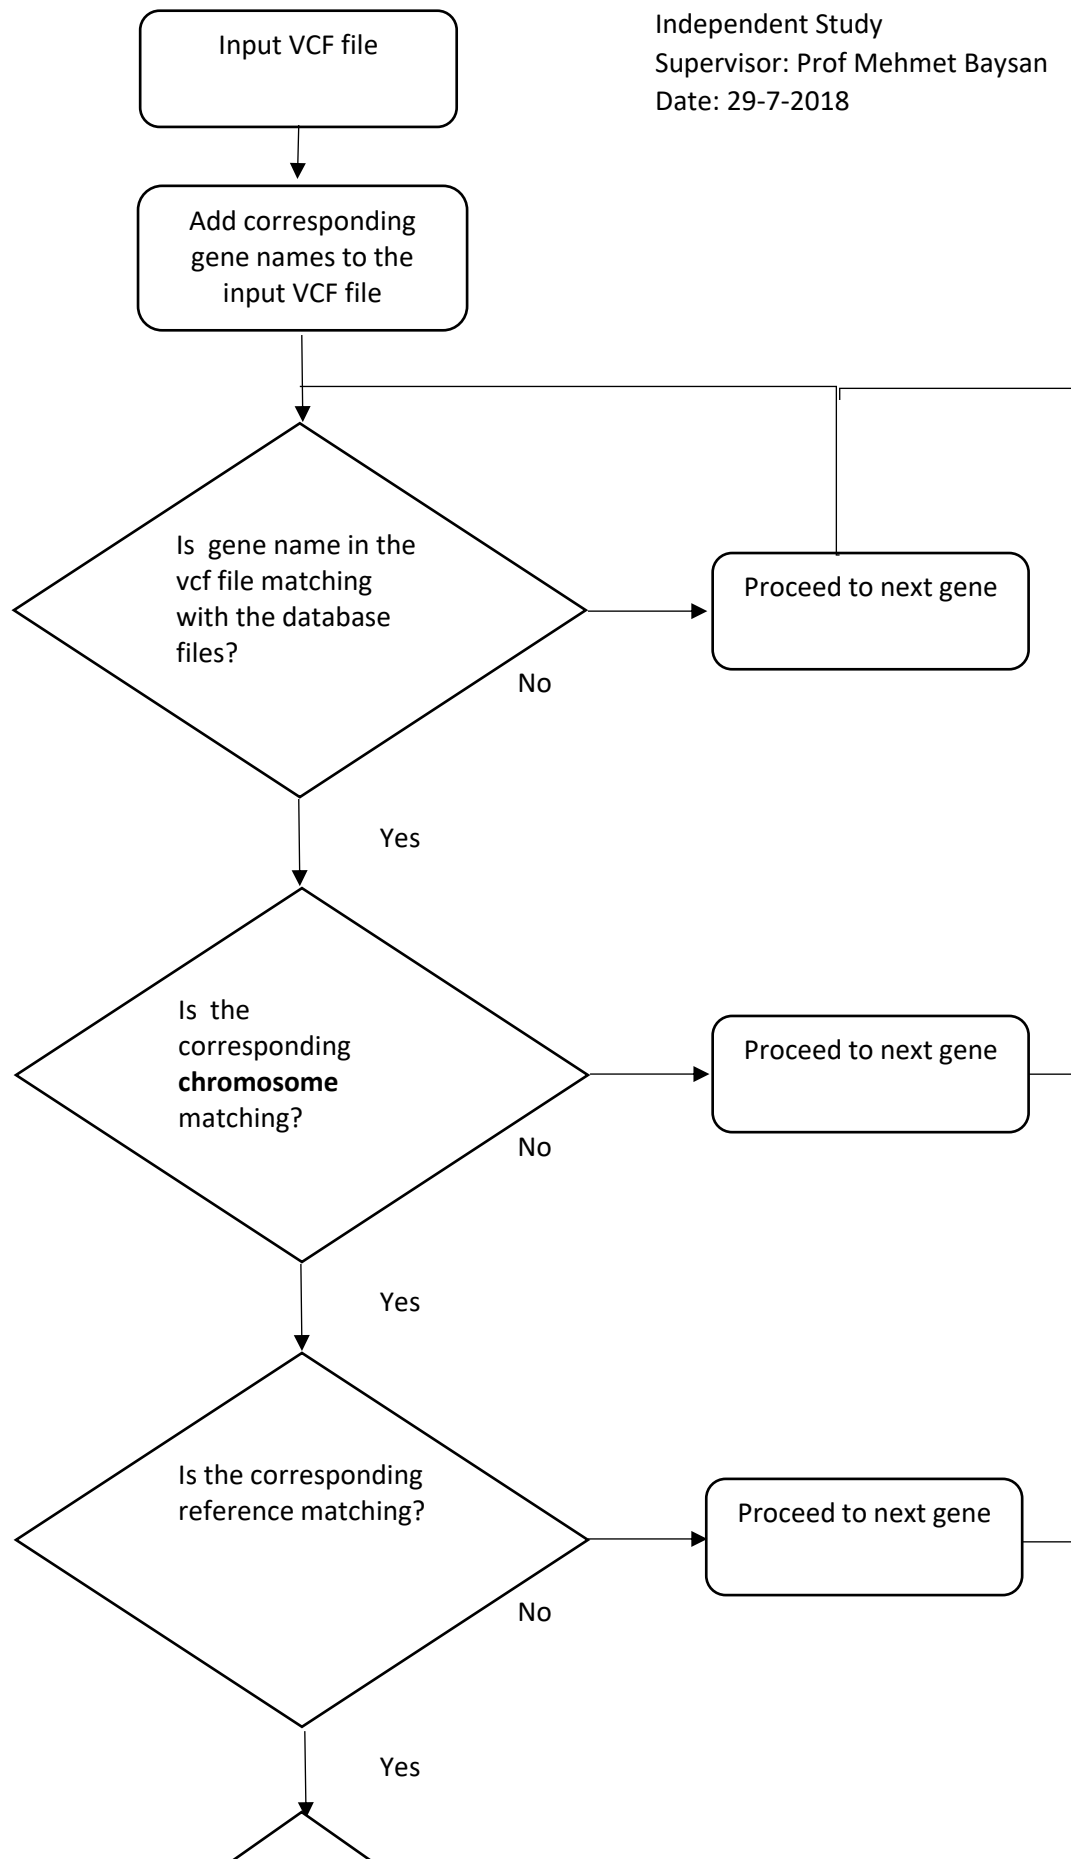 Input VCF file
Independent Study
Supervisor: Prof Mehmet Baysan
Date: 29-7-2018
Add corresponding
gene names to the
input VCF file
Is  gene name in the
vcf file matching
with the database
files?
Proceed to next gene
No
Yes
Is  the
corresponding
chromosome
matching?
Proceed to next gene
No
Yes
Is the corresponding
reference matching?
Proceed to next gene
No
Yes